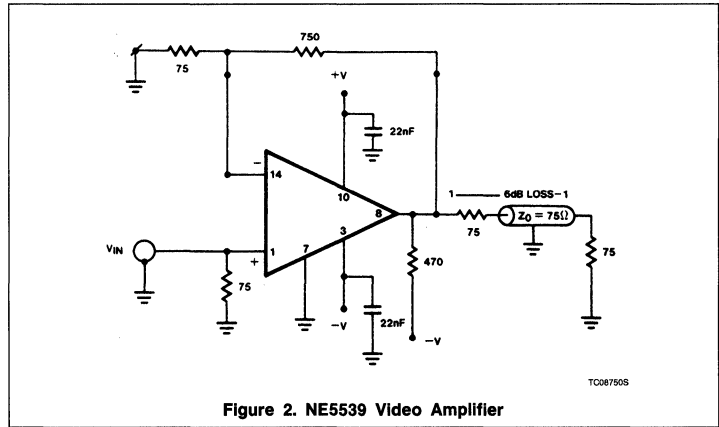 750
75
+V
22nF
−
14
10
1 6dB LOSS-1
8
Z₀ = 75Ω
3
75
VIN
1
7
+
75
470
75
−V
22nF
−V
TC08750S
Figure 2. NE5539 Video Amplifier